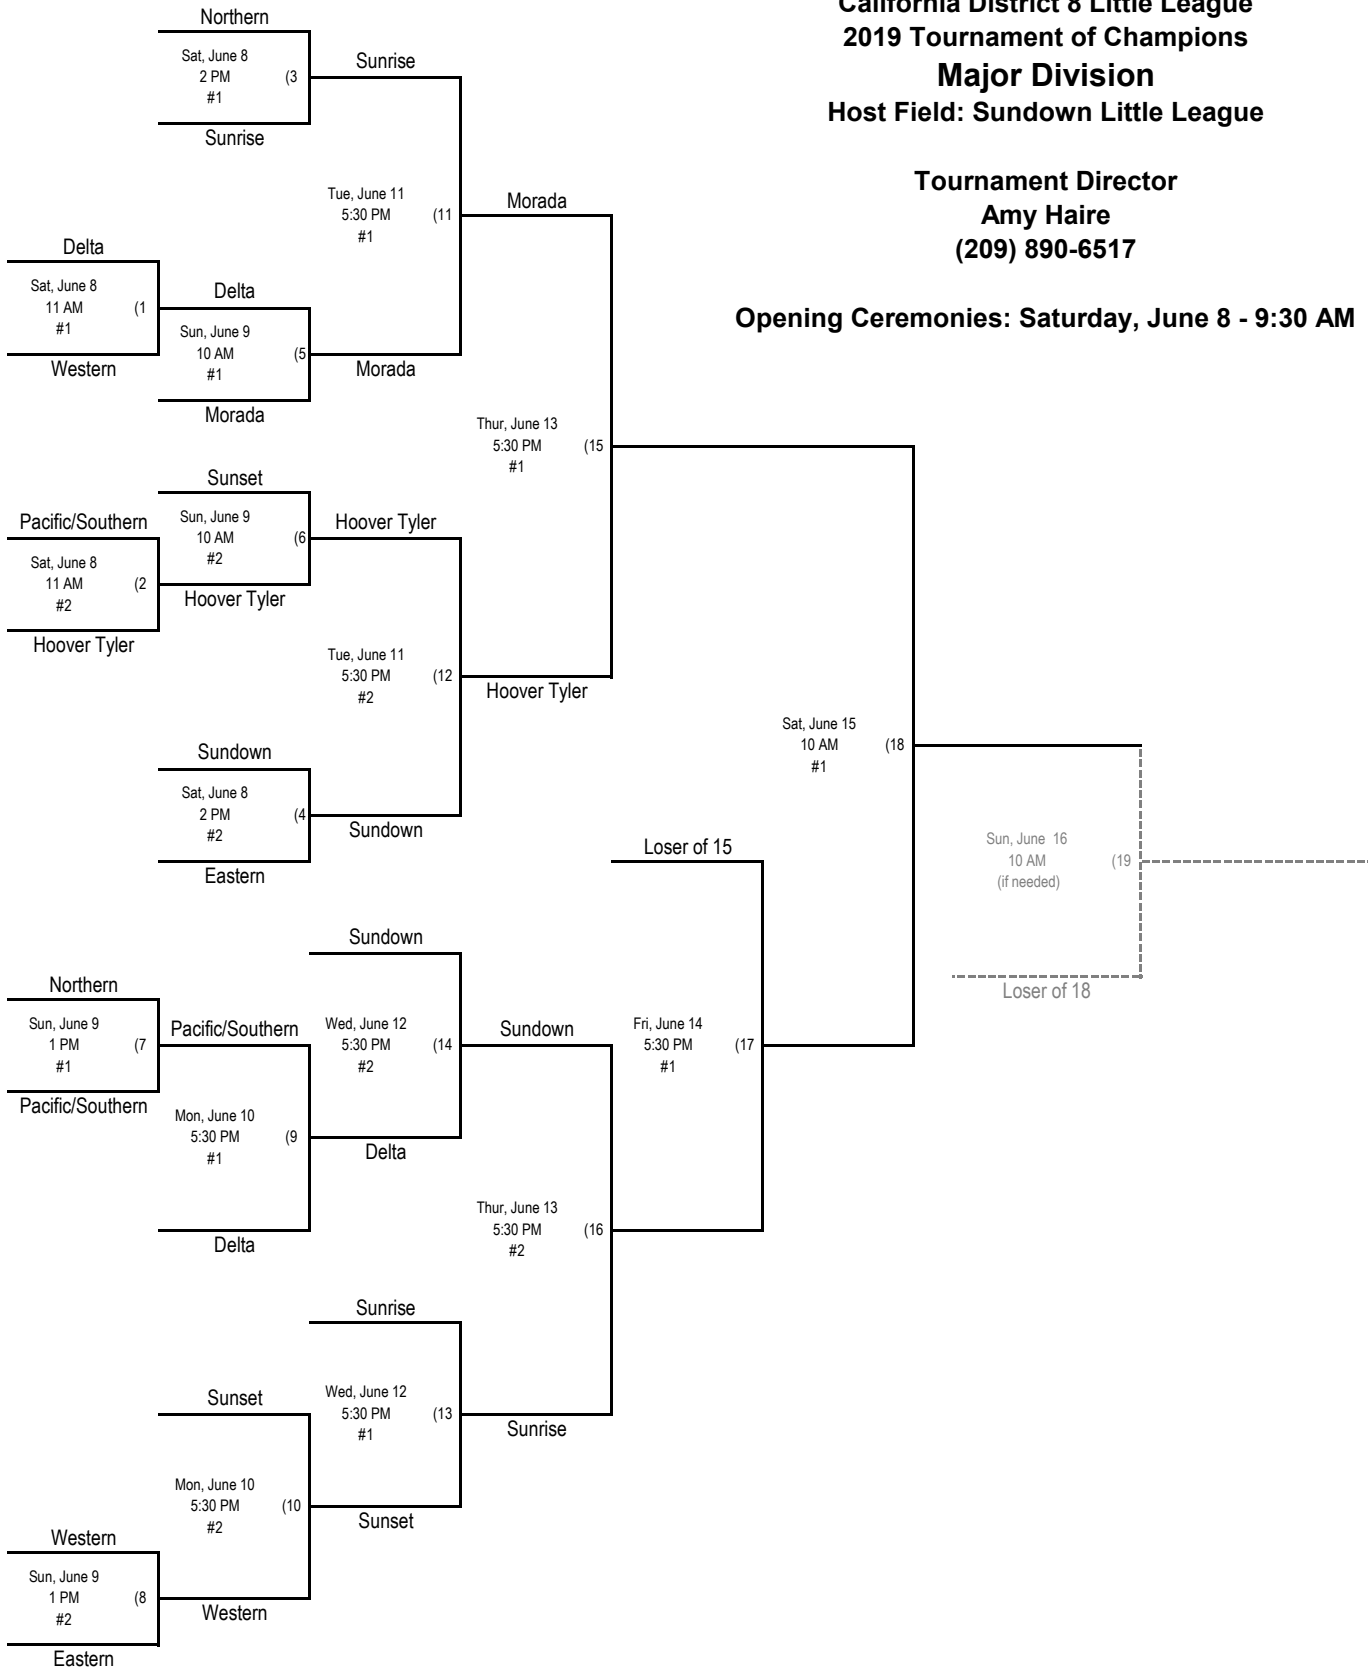 California District 8 Little League
2019 Tournament of Champions
Major Division
Host Field: Sundown Little League
Tournament Director
Amy Haire
(209) 890-6517
Opening Ceremonies: Saturday, June 8 - 9:30 AM
Northern
Sat, June 8
2 PM (3
#1
Sunrise
Sunrise
Tue, June 11
5:30 PM (11
#1
Morada
Delta
Sat, June 8
11 AM (1
#1
Western
Delta
Sun, June 9
10 AM (5
#1
Morada
Morada
Thur, June 13
5:30 PM (15
#1
Sunset
Pacific/Southern
Sun, June 9
10 AM (6
#2
Hoover Tyler
Sat, June 8
11 AM (2
#2
Hoover Tyler
Hoover Tyler
Tue, June 11
5:30 PM (12
#2
Hoover Tyler
Sundown
Sat, June 8
2 PM (4
#2
Sundown
Eastern
Sat, June 15
10 AM (18
#1
Loser of 15
Sun, June 16
10 AM (19
(if needed)
Loser of 18
Sundown
Northern
Sun, June 9
1 PM (7
#1
Pacific/Southern
Pacific/Southern
Wed, June 12
5:30 PM (14
#2
Sundown
Fri, June 14
5:30 PM (17
#1
Mon, June 10
5:30 PM (9
#1
Delta
Delta
Thur, June 13
5:30 PM (16
#2
Sunrise
Sunset
Wed, June 12
5:30 PM (13
#1
Sunrise
Mon, June 10
5:30 PM (10
#2
Sunset
Western
Sun, June 9
1 PM (8
#2
Western
Eastern